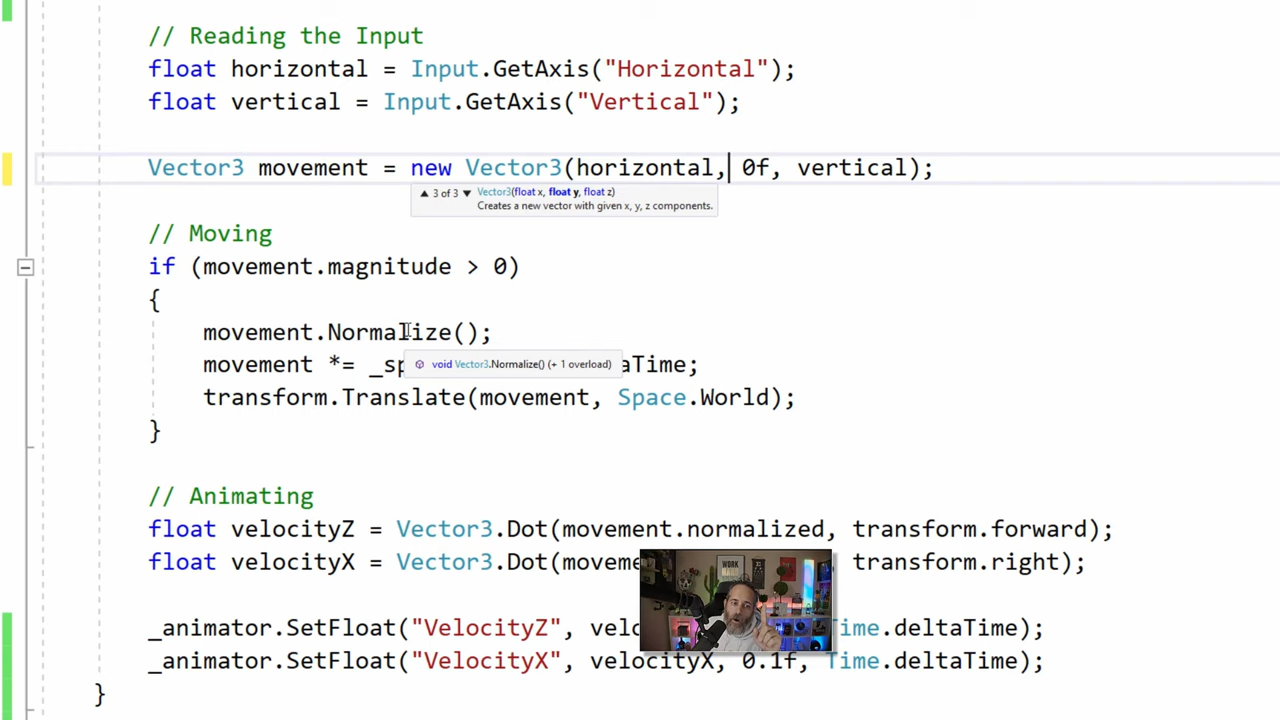 // Reading the Input
float horizontal = Input.GetAxis("Horizontal");
float vertical = Input.GetAxis("Vertical");
Vector3 movement = new Vector3(horizontal, 0f, vertical);
▲ 3 of 3 ▼ Vector3(float x, float y, float z)
Creates a new vector with given x, y, z components.
// Moving
if (movement.magnitude > 0)
{
movement.Normalize();
movement *= _sp
void Vector3.Normalize() (+ 1 overload)
aTime;
transform.Translate(movement, Space.World);
}
// Animating
float velocityZ = Vector3.Dot(movement.normalized, transform.forward);
float velocityX = Vector3.Dot(moveme transform.right);
WORK
_animator.SetFloat("VelocityZ", velo Time.deltaTime);
_animator.SetFloat("VelocityX", velocityX, 0.1f, Time.deltaTime);
}